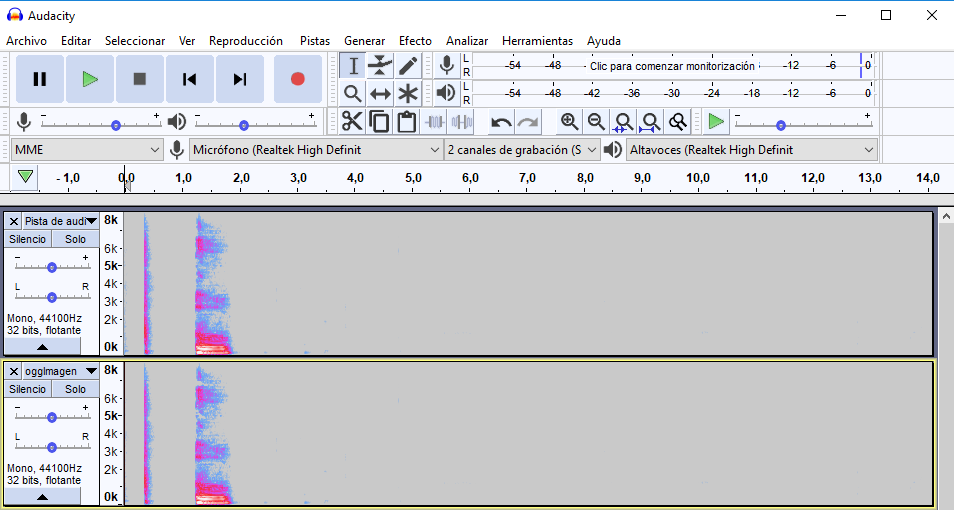 Audacity
Archivo Editar Seleccionar Ver Reproducción Pistas Generar Efecto Analizar Herramientas Ayuda
L R -54 -48 Clic para comenzar monitorización -12 -6 0
L R -54 -48 -42 -36 -30 -24 -18 -12 -6 0
- + - + - +
MME Micrófono (Realtek High Definit 2 canales de grabación (S Altavoces (Realtek High Definit
- 1,0 0,0 1,0 2,0 3,0 4,0 5,0 6,0 7,0 8,0 9,0 10,0 11,0 12,0 13,0 14,0
Pista de audi 8k
Silencio Solo
- + 6k
5k
L R 4k
Mono, 44100Hz 2k
32 bits, flotante
0k
oggImagen 8k
Silencio Solo
- + 6k
5k
L R 3k
Mono, 44100Hz 2k
32 bits, flotante
0k